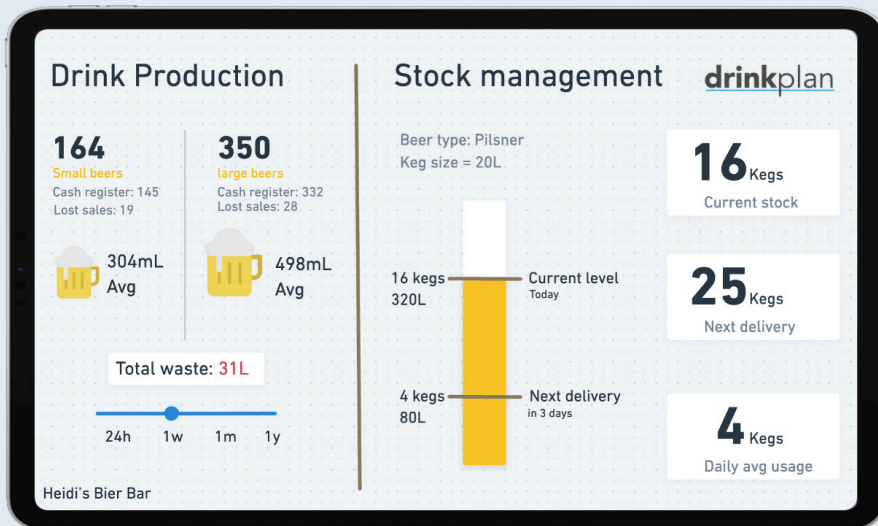 Drink Production
164
Small beers
Cash register: 145
Lost sales: 19
304mL
Avg
350
large beers
Cash register: 332
Lost sales: 28
498mL
Avg
Total waste: 31L
24h 1w 1m 1y
Heidi's Bier Bar
Stock management
drinkplan
Beer type: Pilsner
Keg size = 20L
16 kegs
320L
Current level
Today
4 kegs
80L
Next delivery
in 3 days
16 Kegs
Current stock
25 Kegs
Next delivery
4 Kegs
Daily avg usage